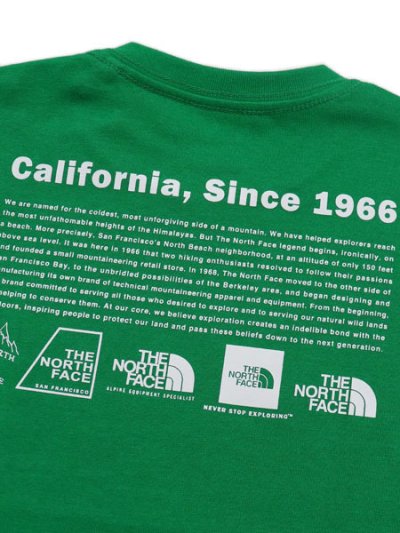 California, Since 1966
We are named for the coldest, most unforgiving side of a mountain. We have helped explorers reach
the most unfathomable heights of the Himalayas. But The North Face legend begins, ironically, on
a beach. More precisely, San Francisco's North Beach neighborhood, at an altitude of only 150 feet
above sea level. It was here in 1966 that two hiking enthusiasts resolved to follow their passions
and founded a small mountaineering retail store. In 1968, The North Face moved to the other side of
San Francisco Bay, to the unbridled possibilities of the Berkeley area, and began designing and
manufacturing its own brand of technical mountaineering apparel and equipment. From the beginning,
brand committed to serving all those who desired to explore and to serving our natural wild lands
helping to conserve them. At our core, we believe exploration creates an indelible bond with the
doors, inspiring people to protect our land and pass these beliefs down to the next generation.
THE
NORTH
FACE
SAN FRANCISCO
THE
NORTH
FACE
ALPINE EQUIPMENT SPECIALIST
THE
NORTH
FACE
NEVER STOP EXPLORING™
THE
NORTH
FACE